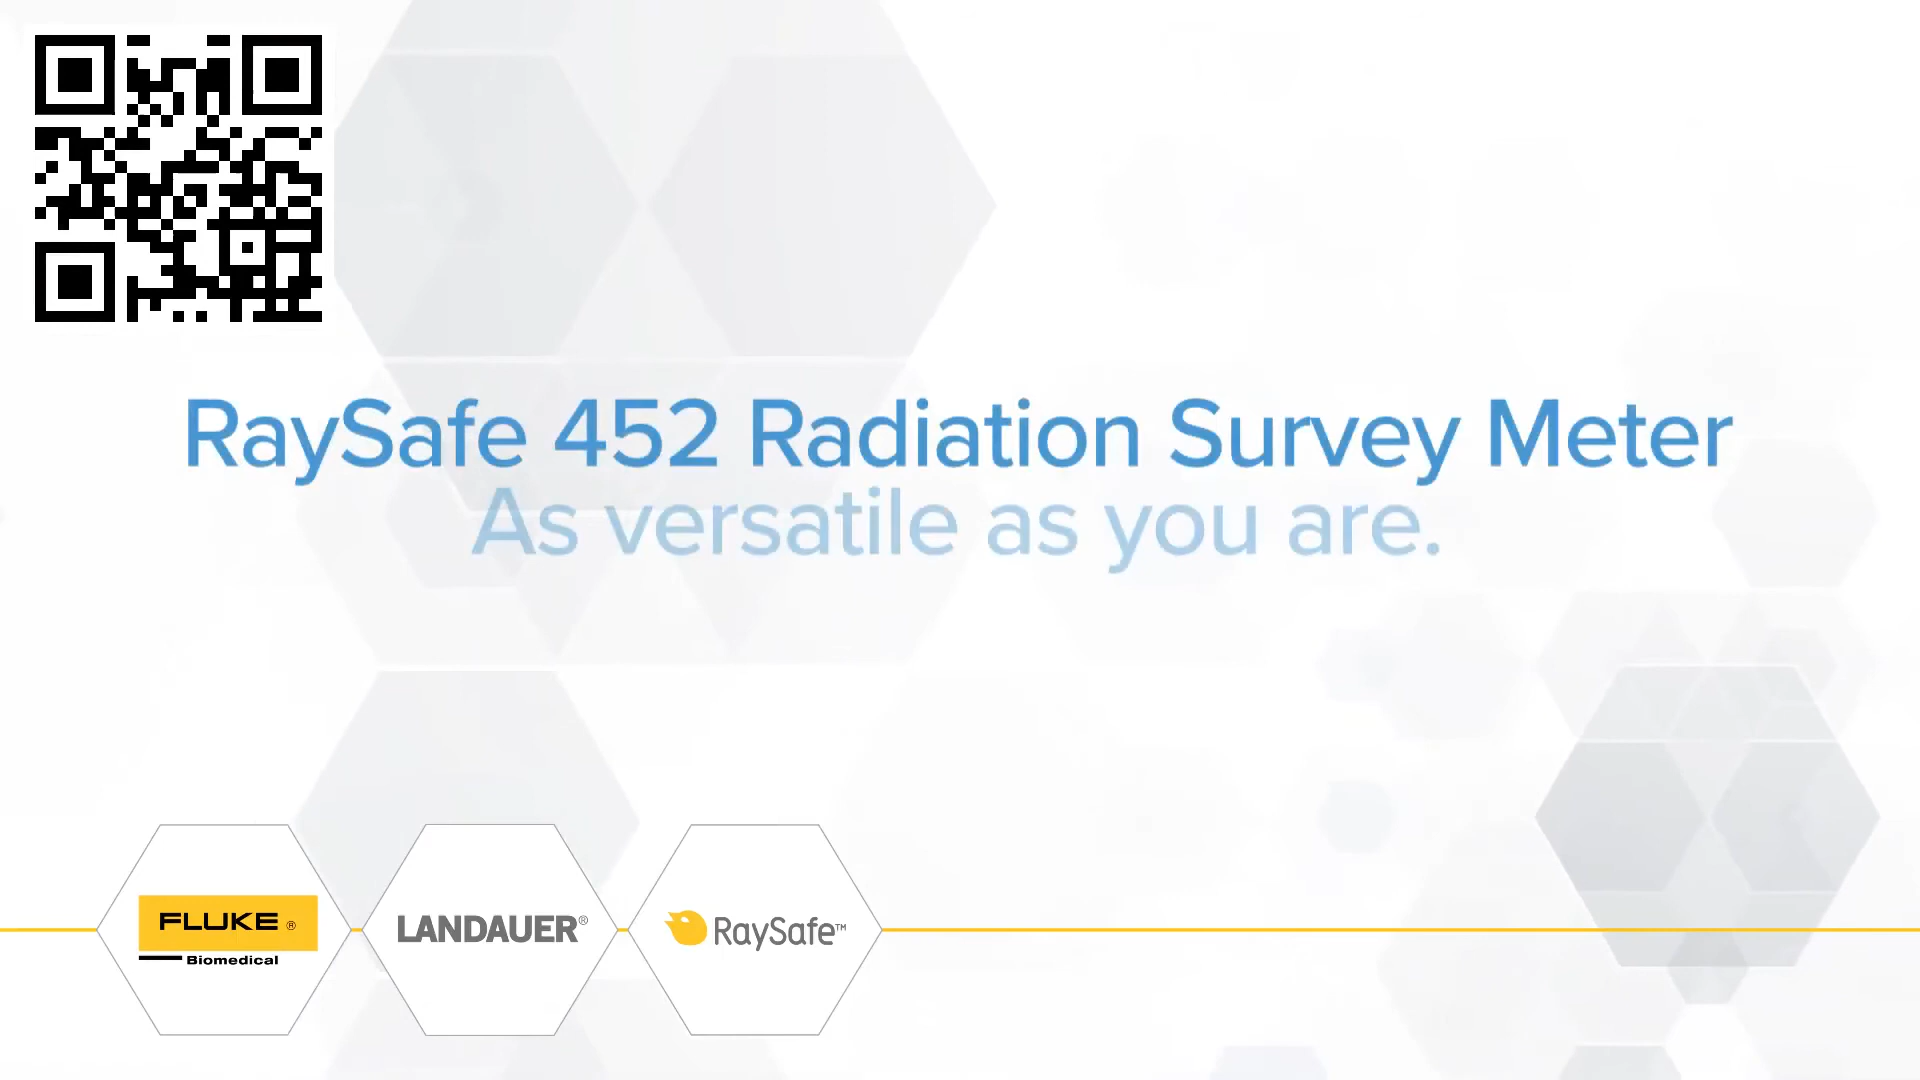 RaySafe 452 Radiation Survey Meter
As versatile as you are.
FLUKE ®
Biomedical
LANDAUER®
RaySafe™